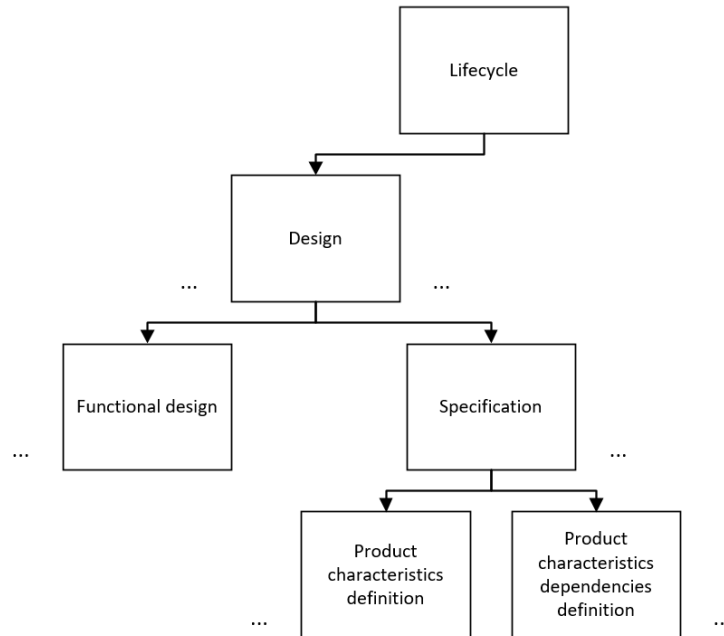 Lifecycle
Design
... ...
Functional design
Specification
... ...
Product
characteristics
definition
Product
characteristics
dependencies
definition
... ...